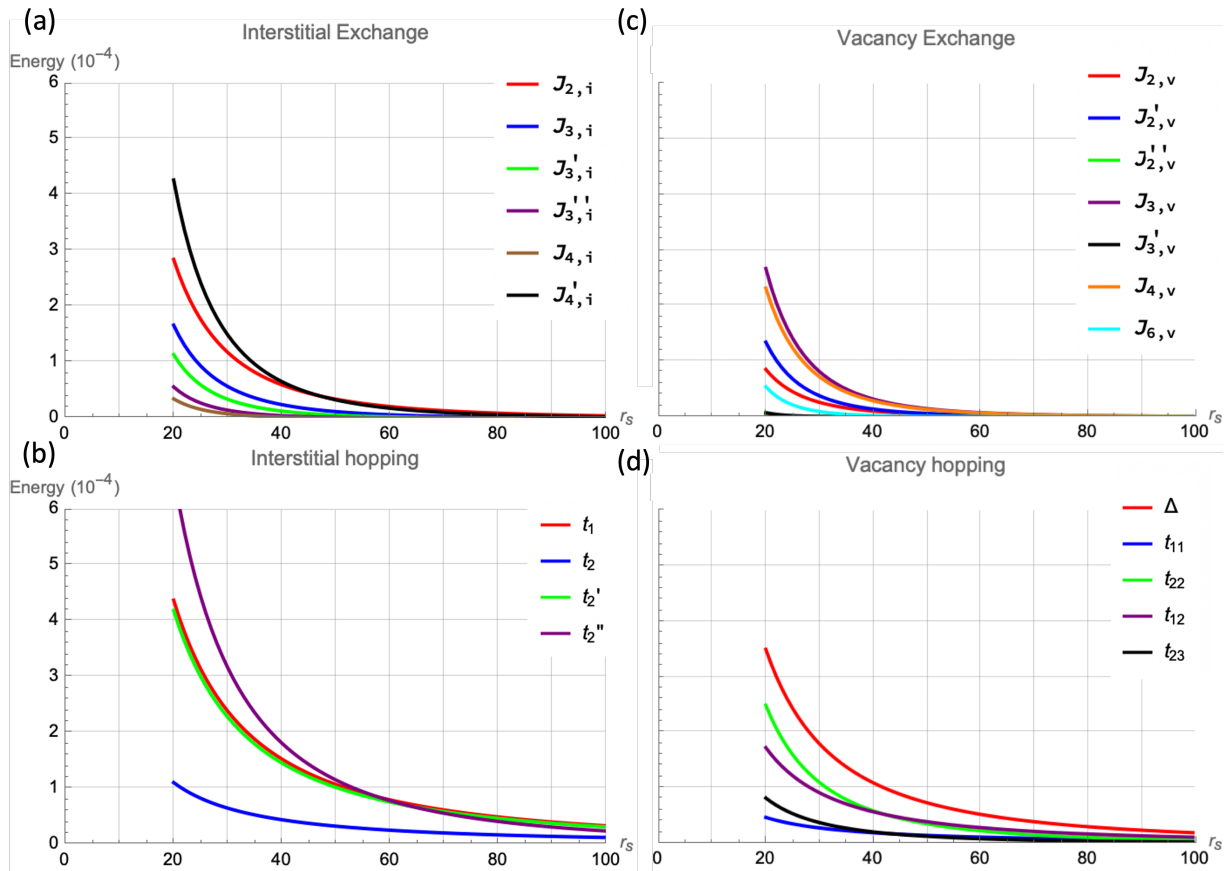 (a)
Interstitial Exchange
Energy (10⁻⁴)
6
5
4
3
2
1
0
0
20
40
60
80
100
rₛ
J₂,ᵢ
J₃,ᵢ
J₃',ᵢ
J₃'',ᵢ
J₄,ᵢ
J₄',ᵢ
(c)
Vacancy Exchange
J₂,ᵥ
J₂',ᵥ
J₂'',ᵥ
J₃,ᵥ
J₃',ᵥ
J₄,ᵥ
J₆,ᵥ
0
20
40
60
80
100
rₛ
(b)
Interstitial hopping
Energy (10⁻⁴)
6
5
4
3
2
1
0
0
20
40
60
80
100
rₛ
t₁
t₂
t₂'
t₂"
(d)
Vacancy hopping
Δ
t₁₁
t₂₂
t₁₂
t₂₃
0
20
40
60
80
100
rₛ